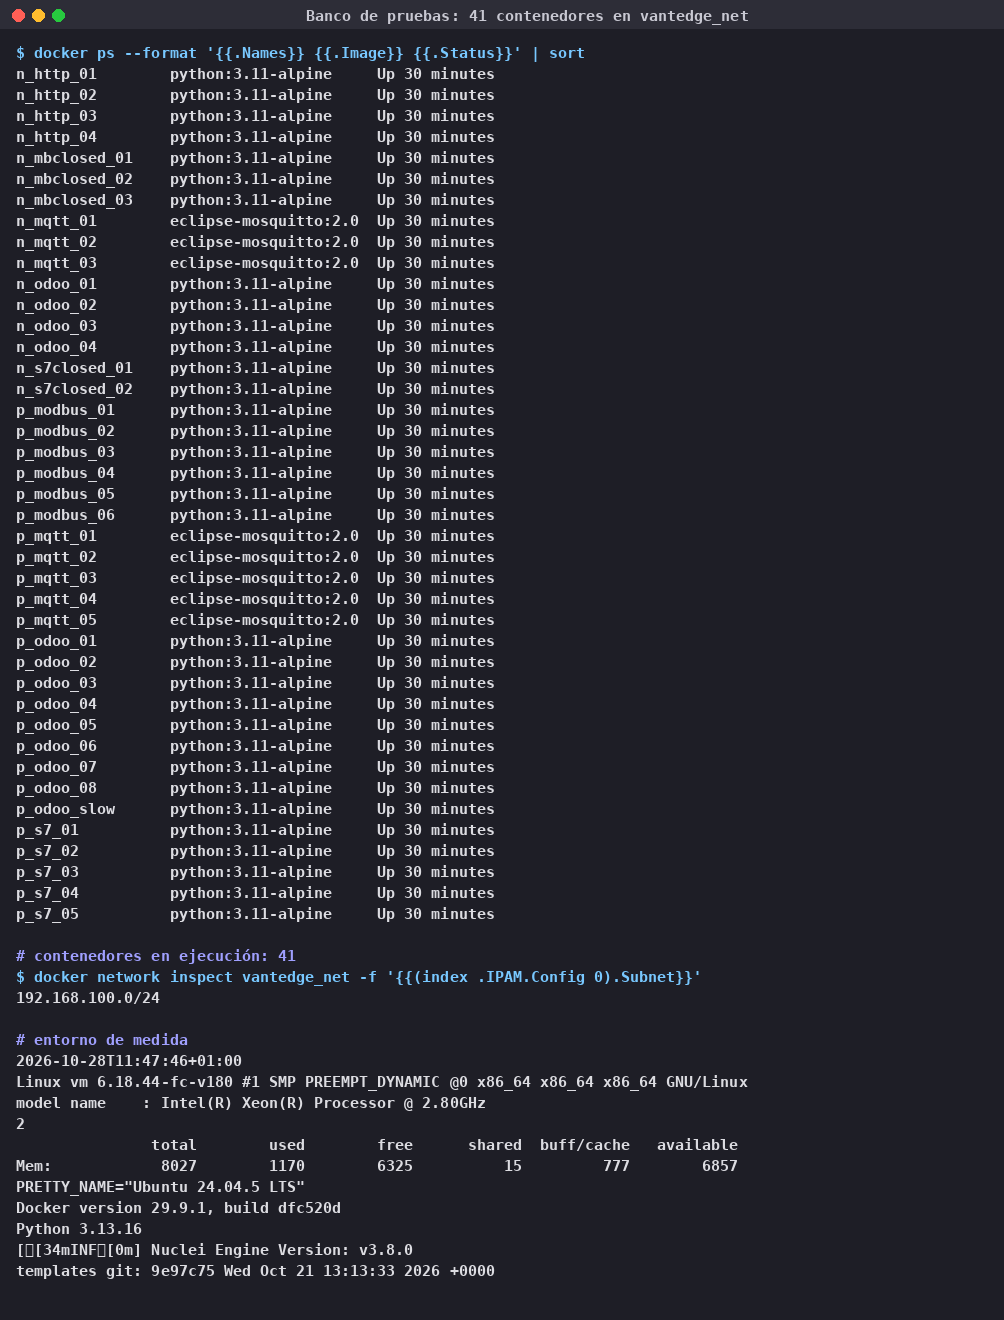 Banco de pruebas: 41 contenedores en vantedge_net
$ docker ps --format '{{.Names}} {{.Image}} {{.Status}}' | sort
n_http_01 python:3.11-alpine Up 30 minutes
n_http_02 python:3.11-alpine Up 30 minutes
n_http_03 python:3.11-alpine Up 30 minutes
n_http_04 python:3.11-alpine Up 30 minutes
n_mbclosed_01 python:3.11-alpine Up 30 minutes
n_mbclosed_02 python:3.11-alpine Up 30 minutes
n_mbclosed_03 python:3.11-alpine Up 30 minutes
n_mqtt_01 eclipse-mosquitto:2.0 Up 30 minutes
n_mqtt_02 eclipse-mosquitto:2.0 Up 30 minutes
n_mqtt_03 eclipse-mosquitto:2.0 Up 30 minutes
n_odoo_01 python:3.11-alpine Up 30 minutes
n_odoo_02 python:3.11-alpine Up 30 minutes
n_odoo_03 python:3.11-alpine Up 30 minutes
n_odoo_04 python:3.11-alpine Up 30 minutes
n_s7closed_01 python:3.11-alpine Up 30 minutes
n_s7closed_02 python:3.11-alpine Up 30 minutes
p_modbus_01 python:3.11-alpine Up 30 minutes
p_modbus_02 python:3.11-alpine Up 30 minutes
p_modbus_03 python:3.11-alpine Up 30 minutes
p_modbus_04 python:3.11-alpine Up 30 minutes
p_modbus_05 python:3.11-alpine Up 30 minutes
p_modbus_06 python:3.11-alpine Up 30 minutes
p_mqtt_01 eclipse-mosquitto:2.0 Up 30 minutes
p_mqtt_02 eclipse-mosquitto:2.0 Up 30 minutes
p_mqtt_03 eclipse-mosquitto:2.0 Up 30 minutes
p_mqtt_04 eclipse-mosquitto:2.0 Up 30 minutes
p_mqtt_05 eclipse-mosquitto:2.0 Up 30 minutes
p_odoo_01 python:3.11-alpine Up 30 minutes
p_odoo_02 python:3.11-alpine Up 30 minutes
p_odoo_03 python:3.11-alpine Up 30 minutes
p_odoo_04 python:3.11-alpine Up 30 minutes
p_odoo_05 python:3.11-alpine Up 30 minutes
p_odoo_06 python:3.11-alpine Up 30 minutes
p_odoo_07 python:3.11-alpine Up 30 minutes
p_odoo_08 python:3.11-alpine Up 30 minutes
p_odoo_slow python:3.11-alpine Up 30 minutes
p_s7_01 python:3.11-alpine Up 30 minutes
p_s7_02 python:3.11-alpine Up 30 minutes
p_s7_03 python:3.11-alpine Up 30 minutes
p_s7_04 python:3.11-alpine Up 30 minutes
p_s7_05 python:3.11-alpine Up 30 minutes
# contenedores en ejecución: 41
$ docker network inspect vantedge_net -f '{{(index .IPAM.Config 0).Subnet}}'
192.168.100.0/24
# entorno de medida
2026-10-28T11:47:46+01:00
Linux vm 6.18.44-fc-v180 #1 SMP PREEMPT_DYNAMIC @0 x86_64 x86_64 x86_64 GNU/Linux
model name : Intel(R) Xeon(R) Processor @ 2.80GHz
2
total used free shared buff/cache available
Mem: 8027 1170 6325 15 777 6857
PRETTY_NAME="Ubuntu 24.04.5 LTS"
Docker version 29.9.1, build dfc520d
Python 3.13.16
[▯[34mINF▯[0m] Nuclei Engine Version: v3.8.0
templates git: 9e97c75 Wed Oct 21 13:13:33 2026 +0000